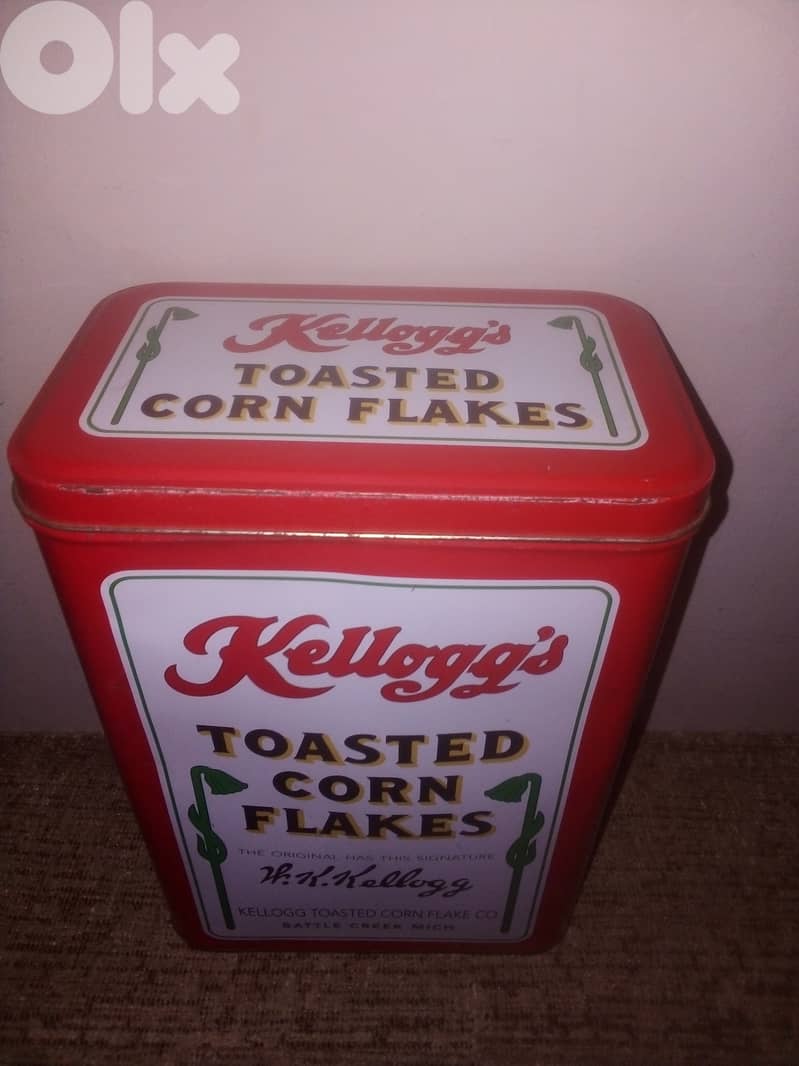 Olx
Kellogg's
TOASTED
CORN FLAKES
Kellogg's
TOASTED
CORN
FLAKES
THE ORIGINAL HAS THIS SIGNATURE
W.K.Kellogg
KELLOGG TOASTED CORN FLAKE CO
BATTLE CREEK MICH